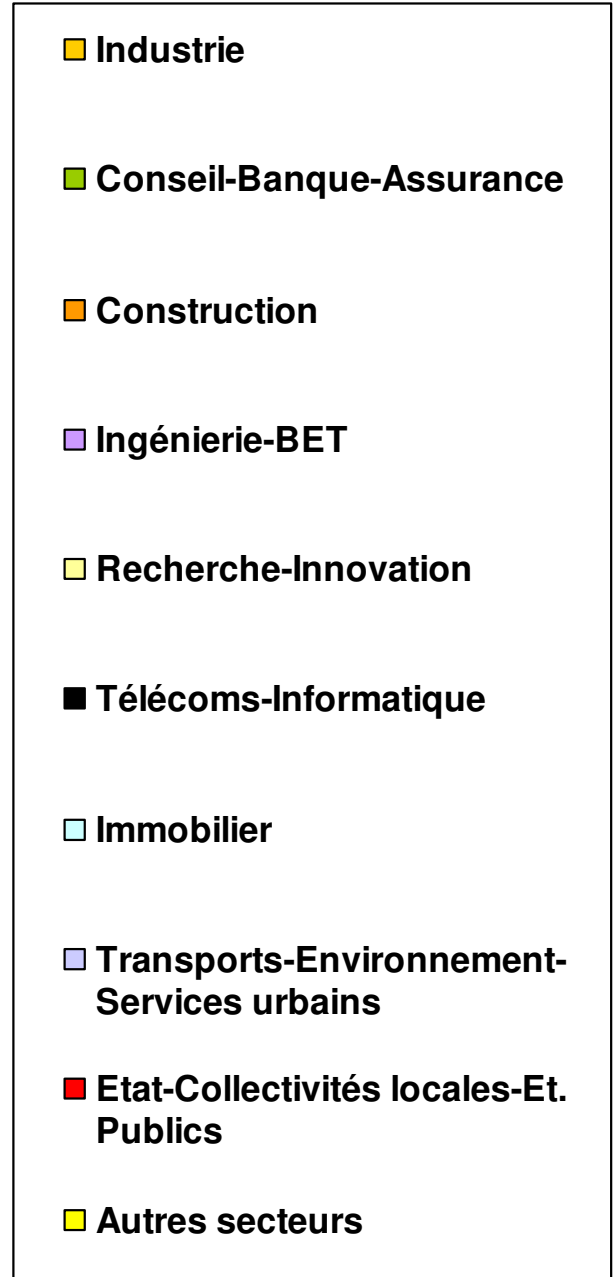 Industrie
Conseil-Banque-Assurance
Construction
Ingénierie-BET
Recherche-Innovation
Télécoms-Informatique
Immobilier
Transports-Environnement-
Services urbains
Etat-Collectivités locales-Et.
Publics
Autres secteurs